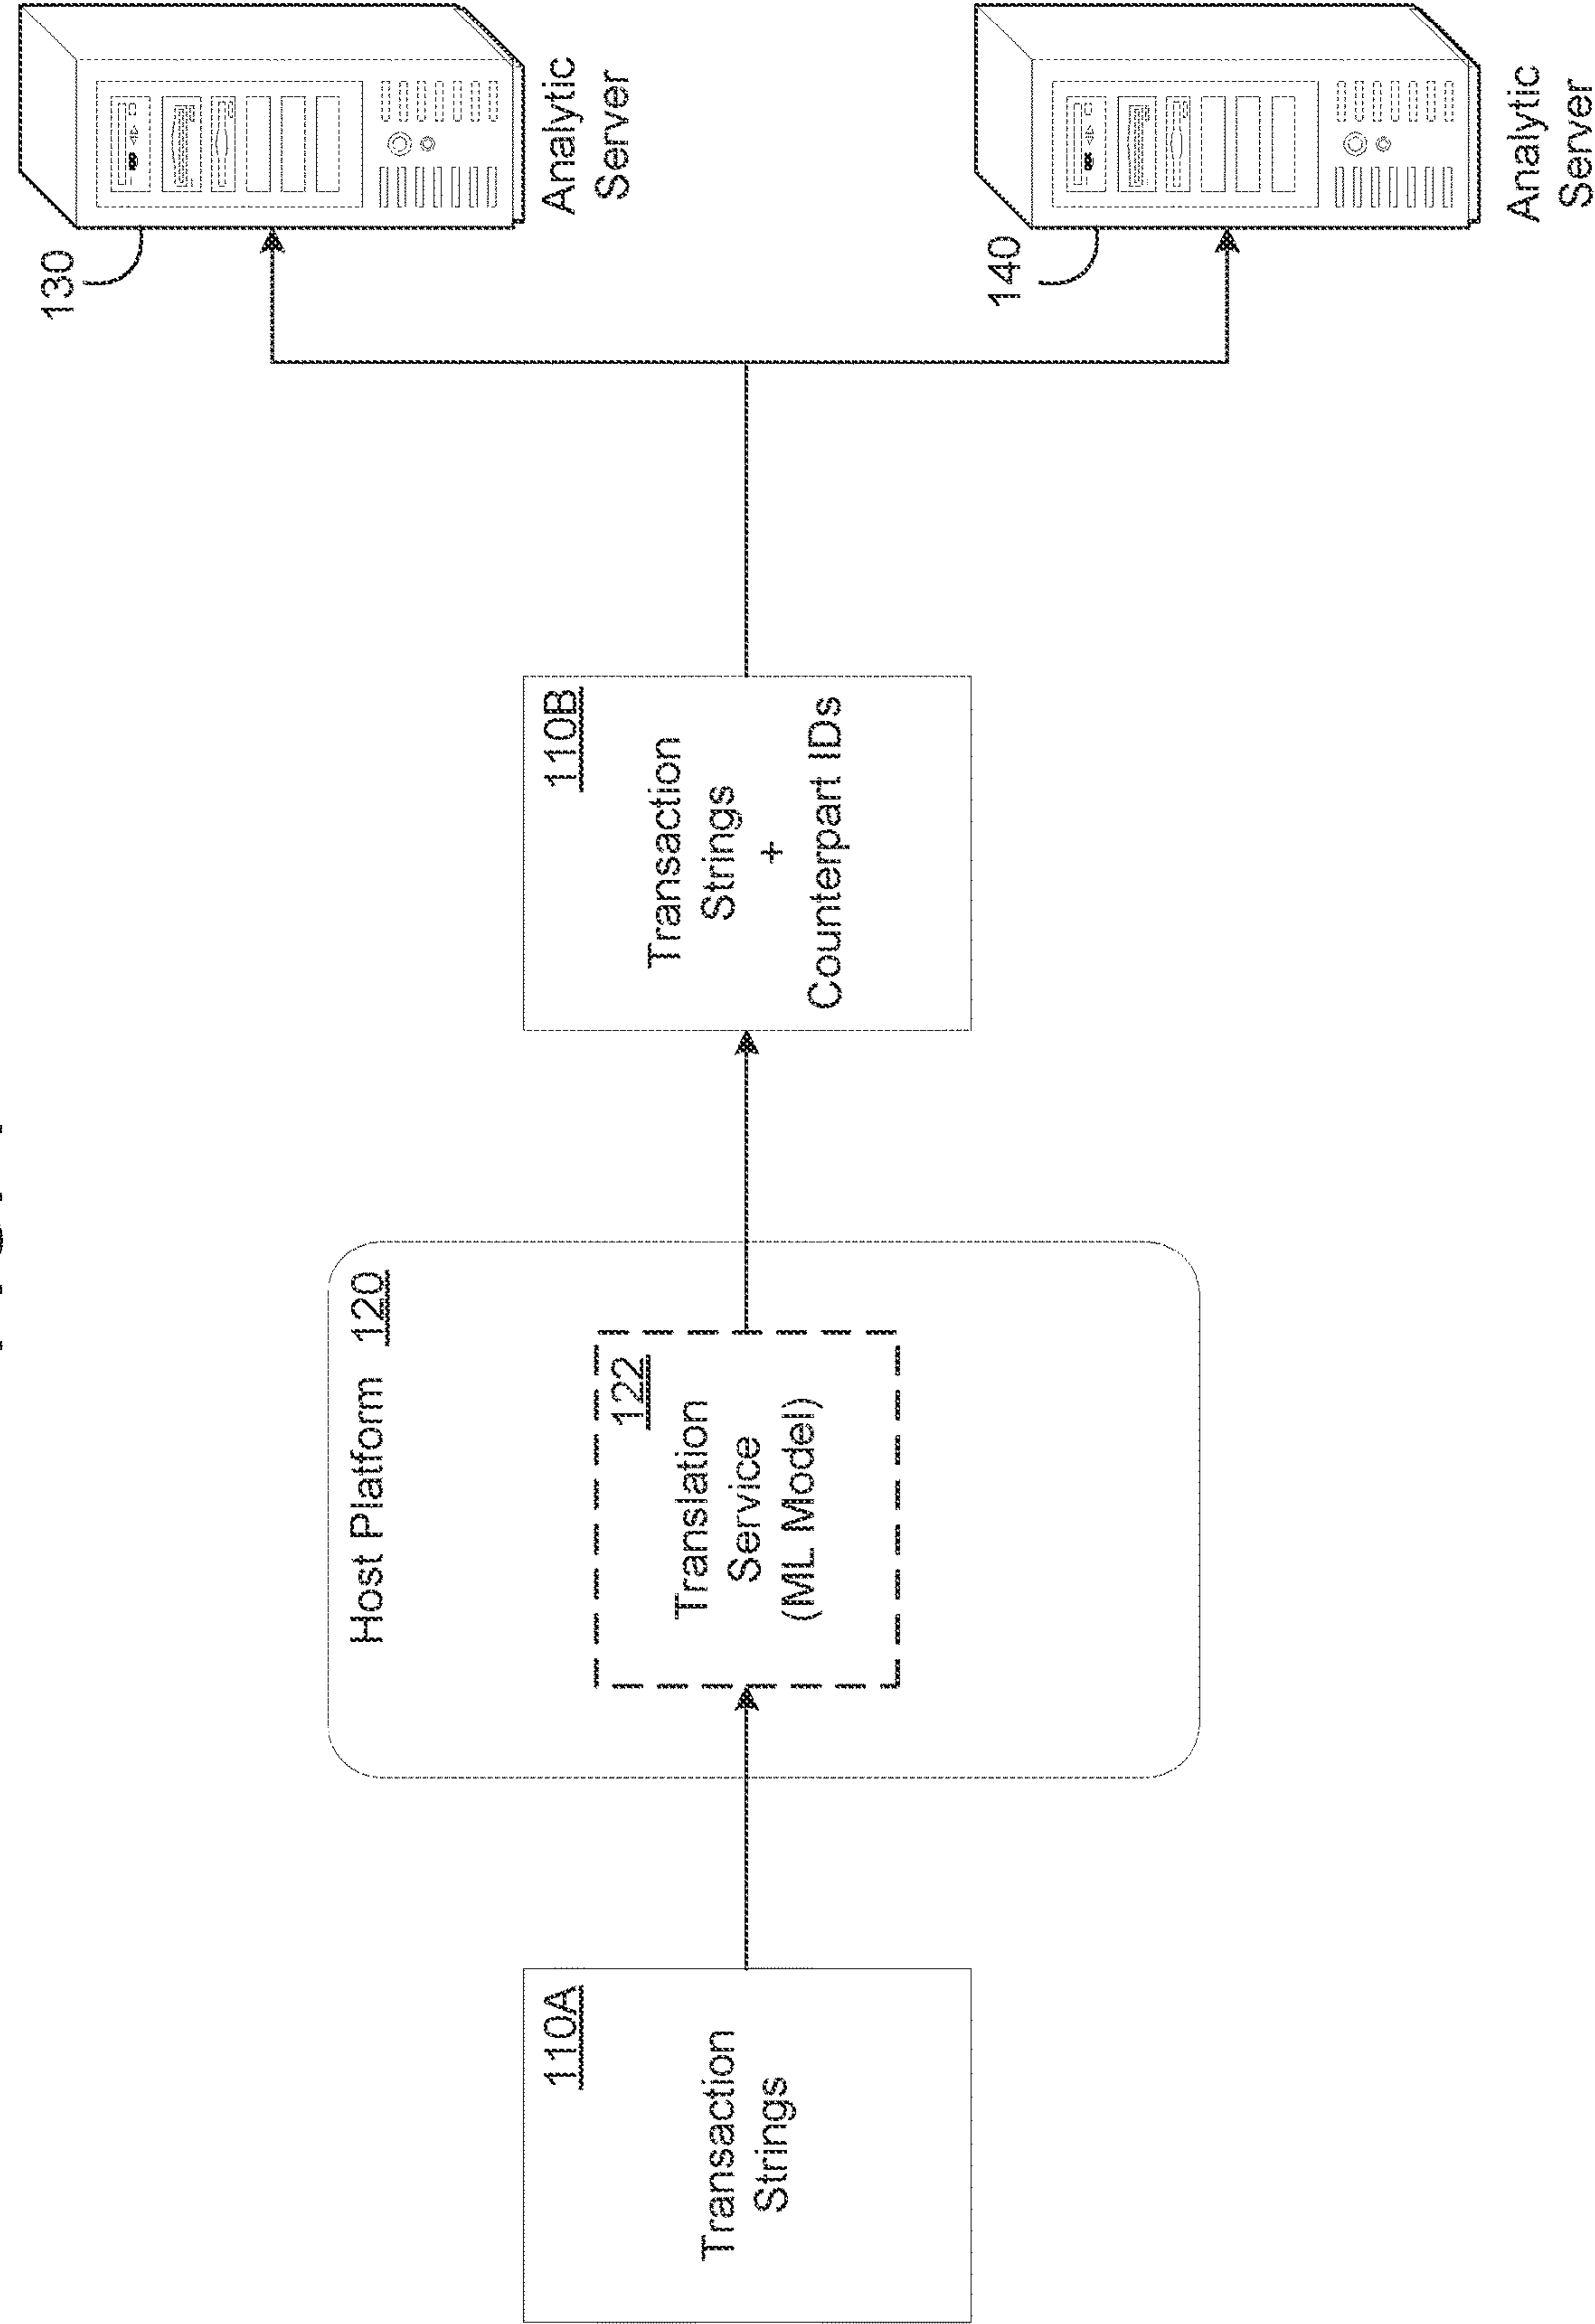 110A
Transaction
Strings
Host Platform 120
122
Translation
Service
(ML Model)
110B
Transaction
Strings
+
Counterpart IDs
130
Analytic
Server
140
Analytic
Server